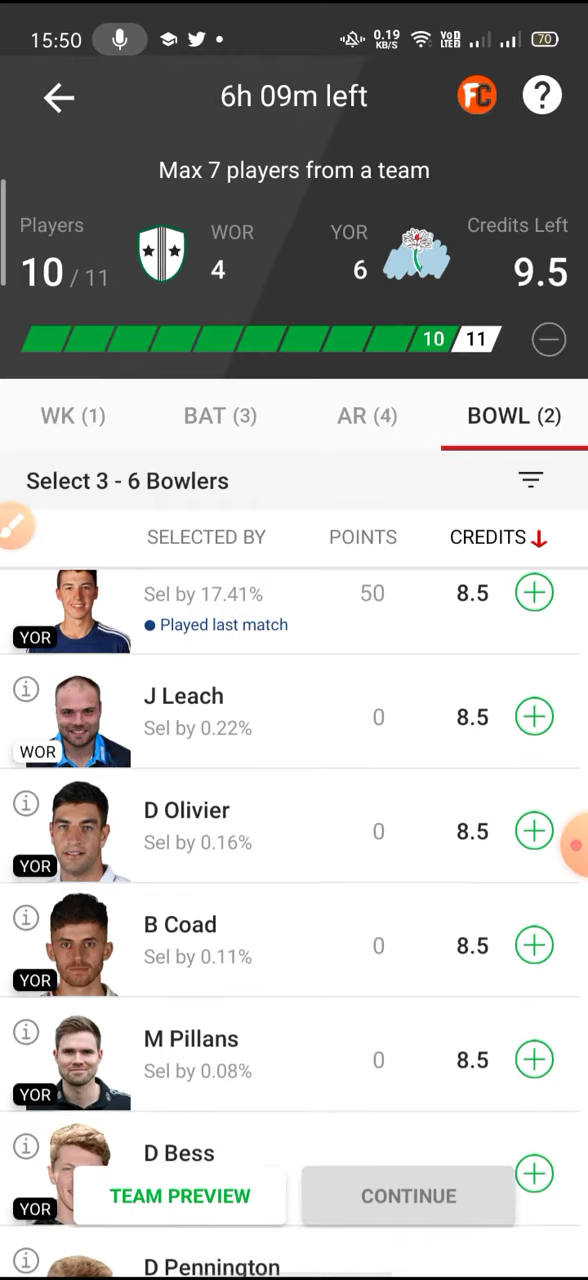 15:50 0.19 KB/S VoD LTE2 70
6h 09m left FC ?
Max 7 players from a team
Players WOR YOR Credits Left
10 / 11 4 6 9.5
10 11
WK (1) BAT (3) AR (4) BOWL (2)
Select 3 - 6 Bowlers
SELECTED BY POINTS CREDITS
Sel by 17.41% 50 8.5
Played last match
YOR
J Leach
Sel by 0.22% 0 8.5
WOR
D Olivier
Sel by 0.16% 0 8.5
YOR
B Coad
Sel by 0.11% 0 8.5
YOR
M Pillans
Sel by 0.08% 0 8.5
YOR
D Bess
YOR
TEAM PREVIEW CONTINUE
D Pennington